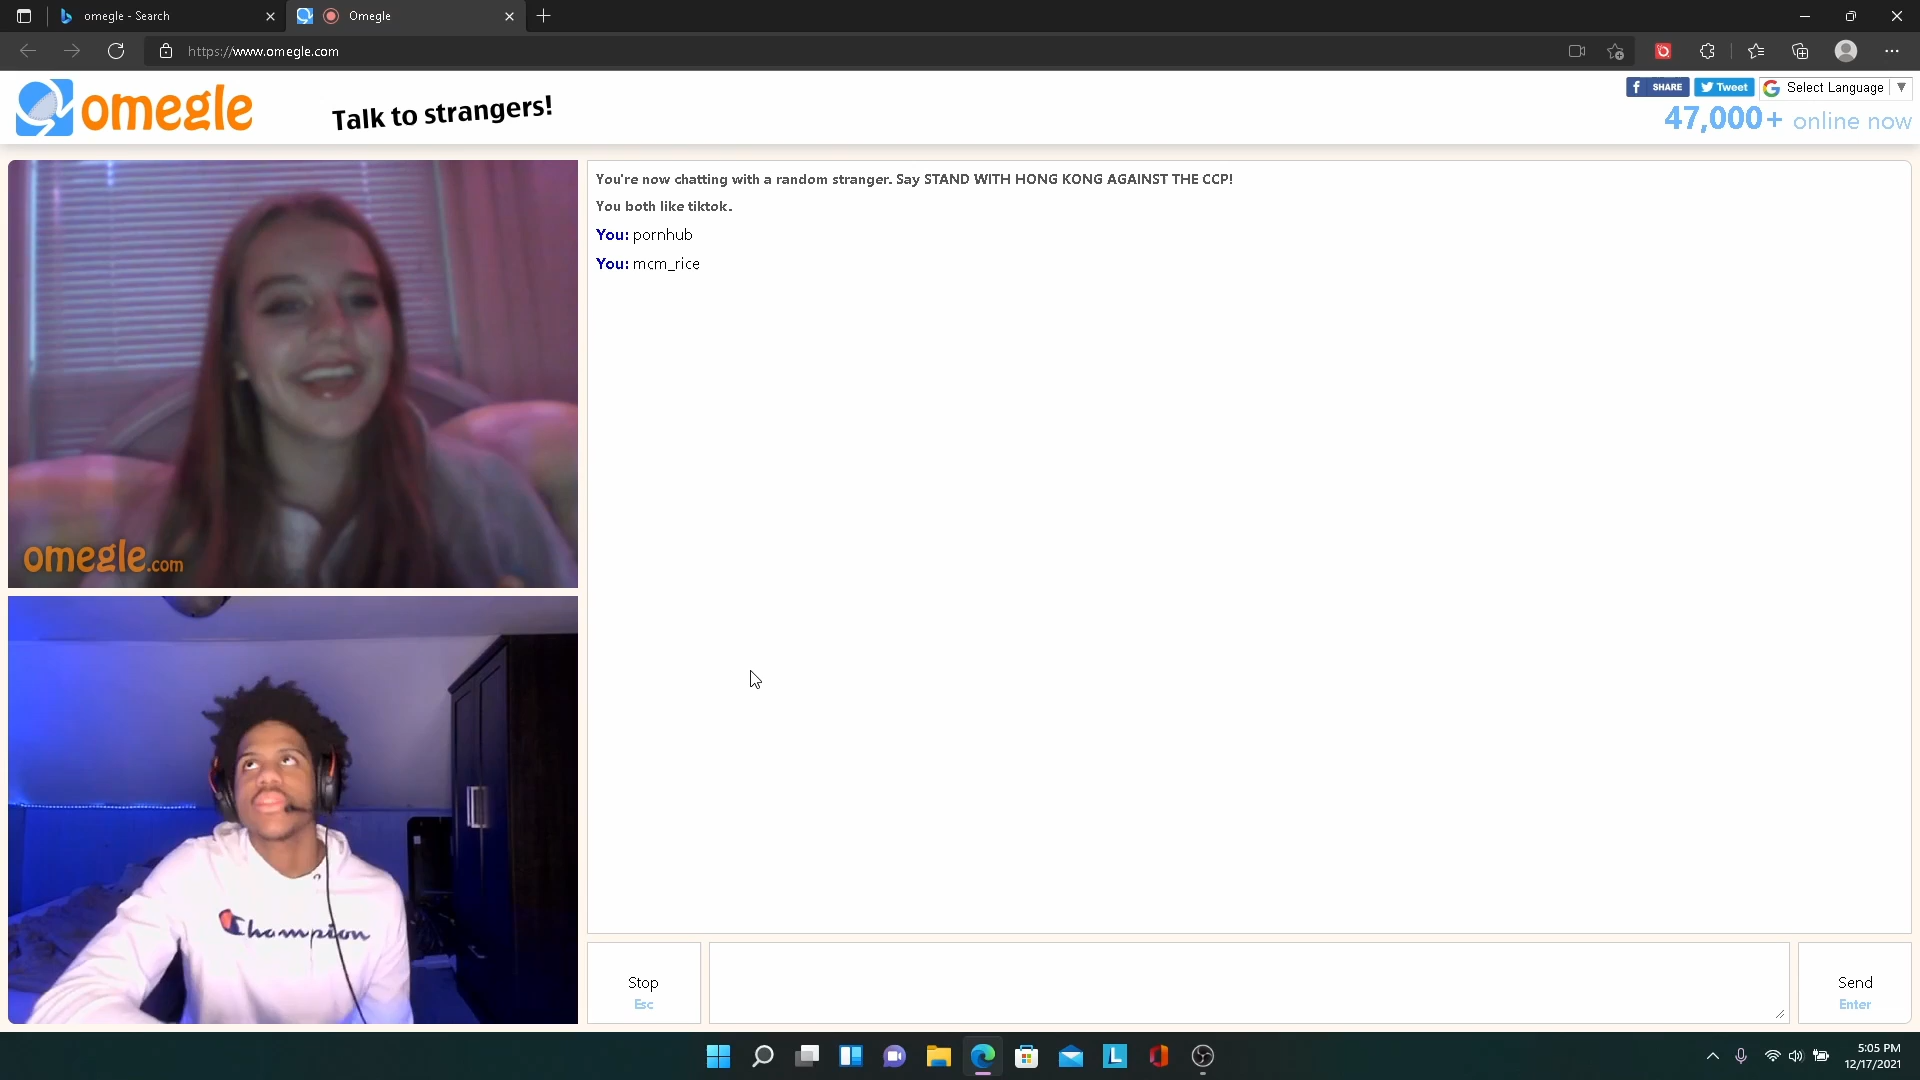 omegle - Search
Omegle
https://www.omegle.com
omegle
Talk to strangers!
SHARE
Tweet
Select Language
47,000+ online now
You're now chatting with a random stranger. Say STAND WITH HONG KONG AGAINST THE CCP!
You both like tiktok.
You: pornhub
You: mcm_rice
omegle.com
Champion
Stop
Esc
Send
Enter
5:05 PM
12/17/2021